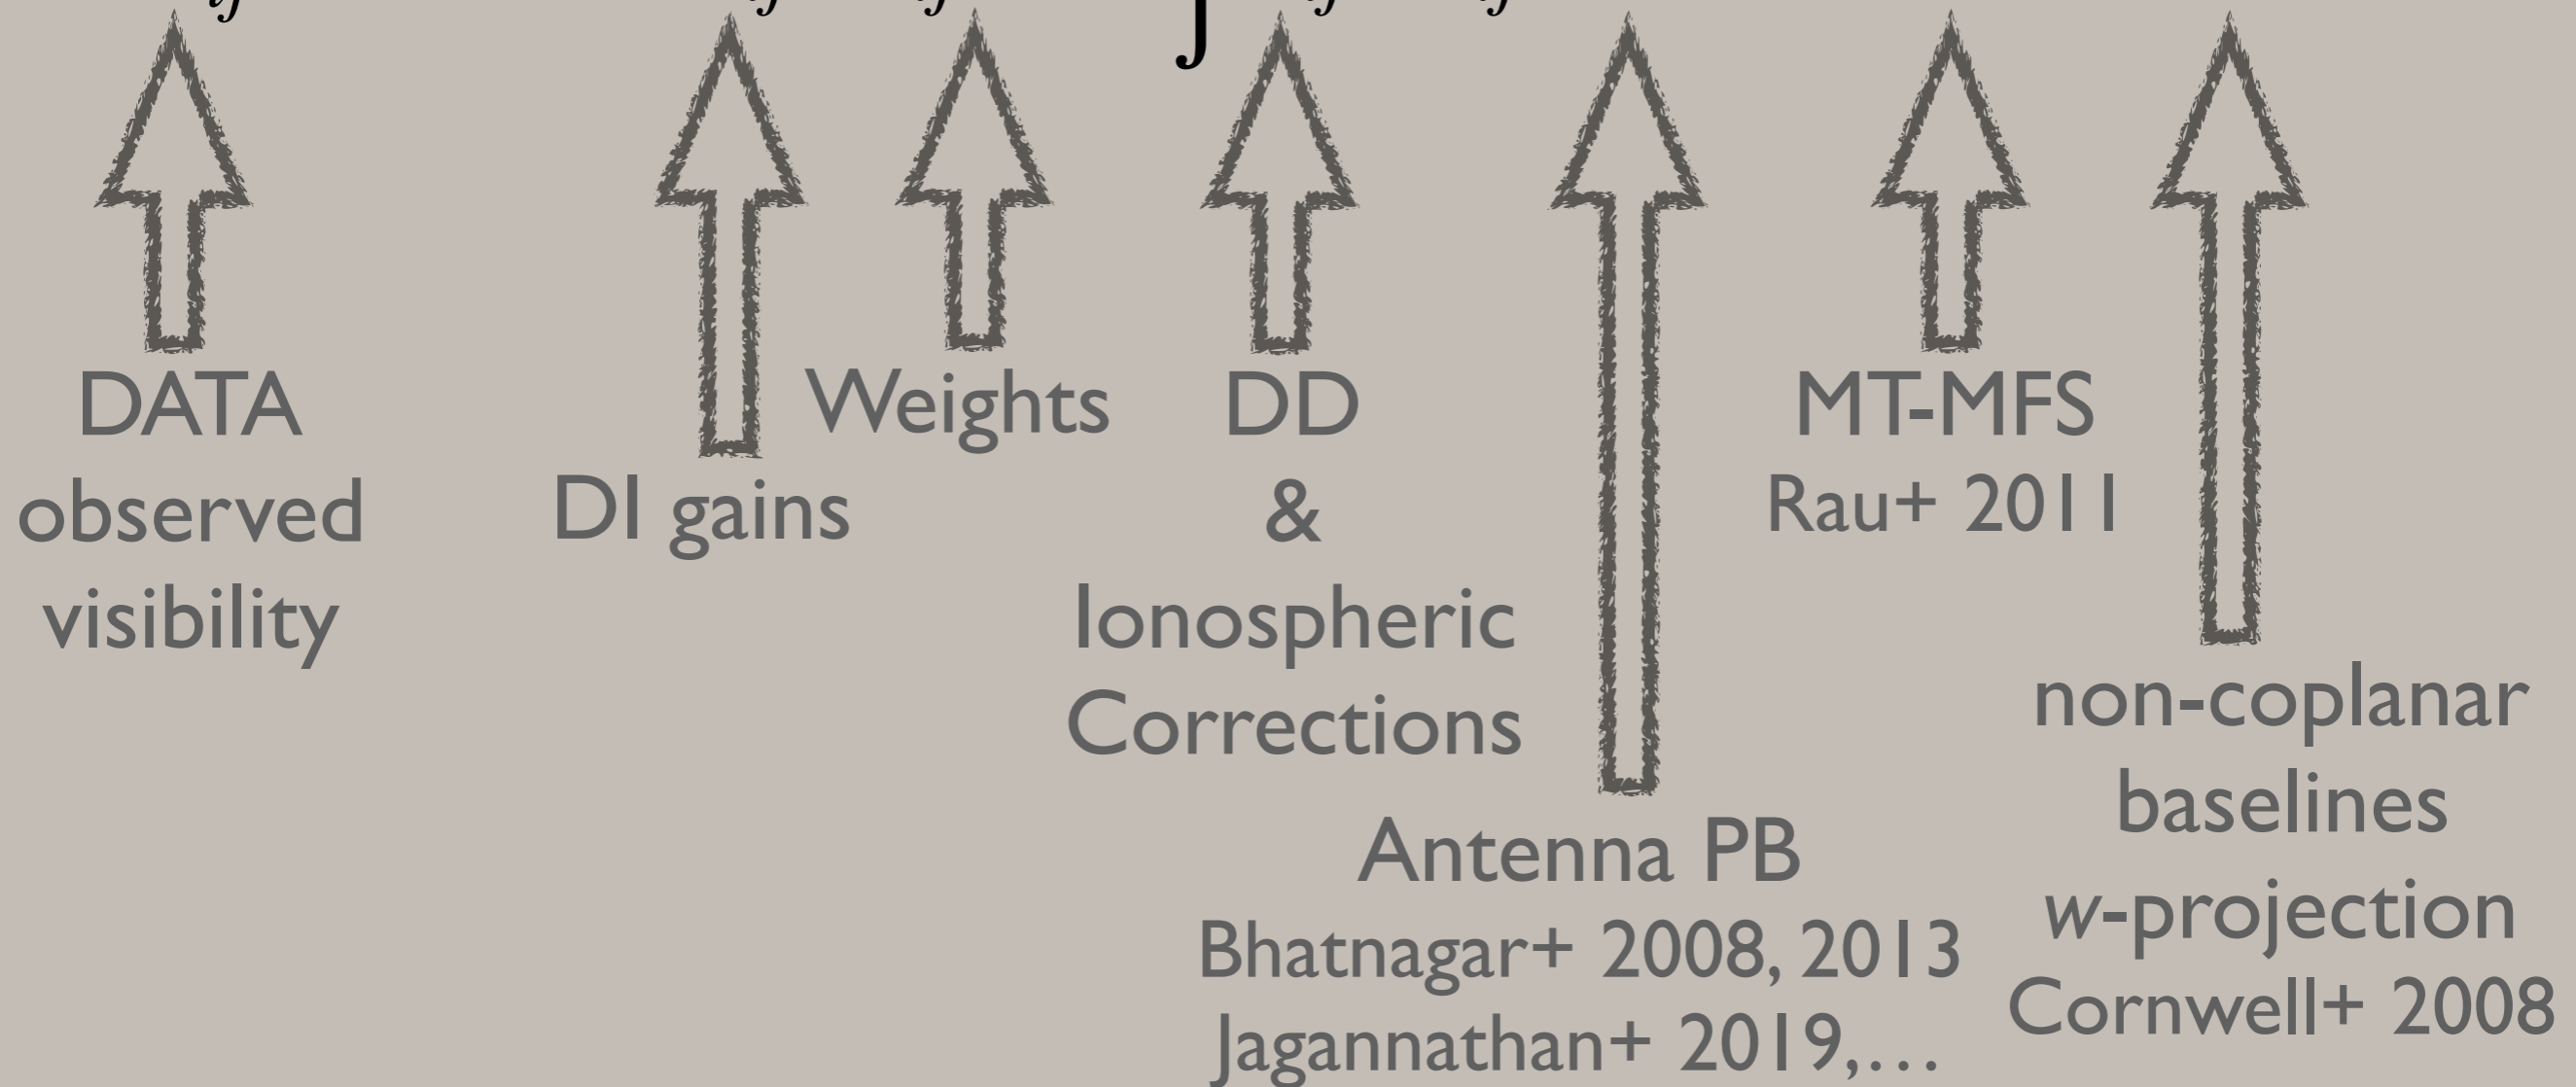 DATA
observed
visibility
DI gains
Weights
DD
&
Ionospheric
Corrections
Antenna PB
Bhatnagar+ 2008, 2013
Jagannathan+ 2019,…
MT-MFS
Rau+ 2011
non-coplanar
baselines
w-projection
Cornwell+ 2008